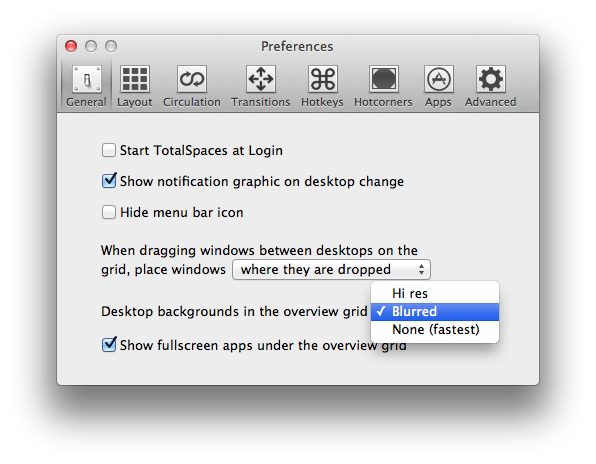 Preferences
General Layout Circulation Transitions Hotkeys Hotcorners Apps Advanced
Start TotalSpaces at Login
Show notification graphic on desktop change
Hide menu bar icon
When dragging windows between desktops on the
grid, place windows where they are dropped
Hi res
Desktop backgrounds in the overview grid ✓ Blurred
None (fastest)
Show fullscreen apps under the overview grid